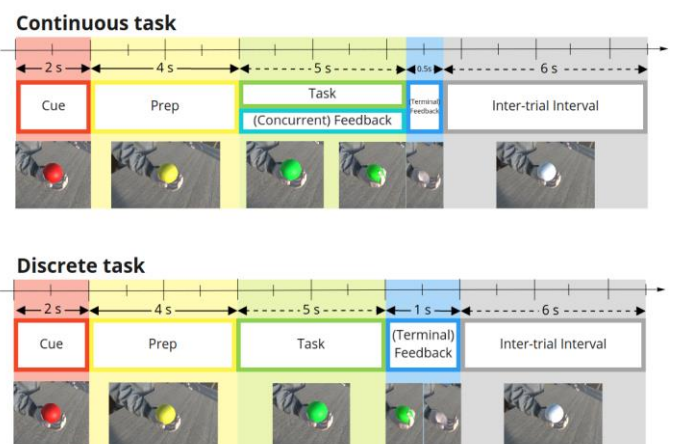 Continuous task
2 s 4 s 5 s 0.5s 6 s
Cue
Prep
Task
(Concurrent) Feedback
(Terminal)
Feedback
Inter-trial Interval
Discrete task
2 s 4 s 5 s 1 s 6 s
Cue
Prep
Task
(Terminal)
Feedback
Inter-trial Interval